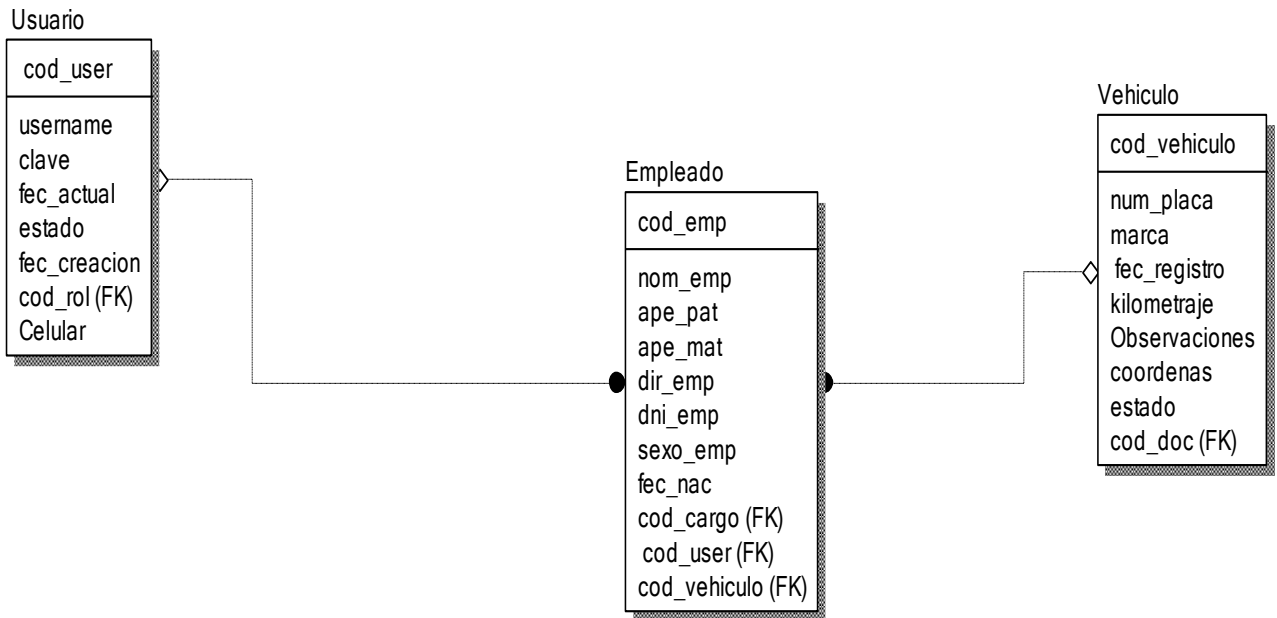 Usuario
cod_user
username
clave
fec_actual
estado
fec_creacion
cod_rol (FK)
Celular
Empleado
cod_emp
nom_emp
ape_pat
ape_mat
dir_emp
dni_emp
sexo_emp
fec_nac
cod_cargo (FK)
cod_user (FK)
cod_vehiculo (FK)
Vehiculo
cod_vehiculo
num_placa
marca
fec_registro
kilometraje
Observaciones
coordenas
estado
cod_doc (FK)